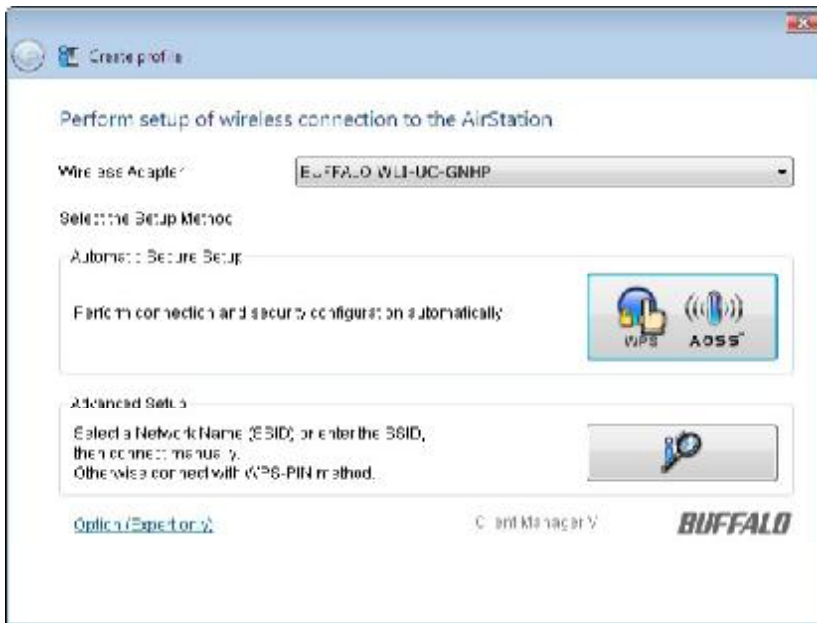 Create profile
Perform setup of wireless connection to the AirStation
Wireless Adapter
BUFFALO WLI-UC-GNHP
Select the Setup Method
Automatic Secure Setup
Perform connection and security configuration automatically
WPS AOSS™
Advanced Setup
Select a Network Name (SSID) or enter the SSID,
then connect manually.
Otherwise connect with WPS-PIN method.
Option (Expert only)
Client Manager V
BUFFALO